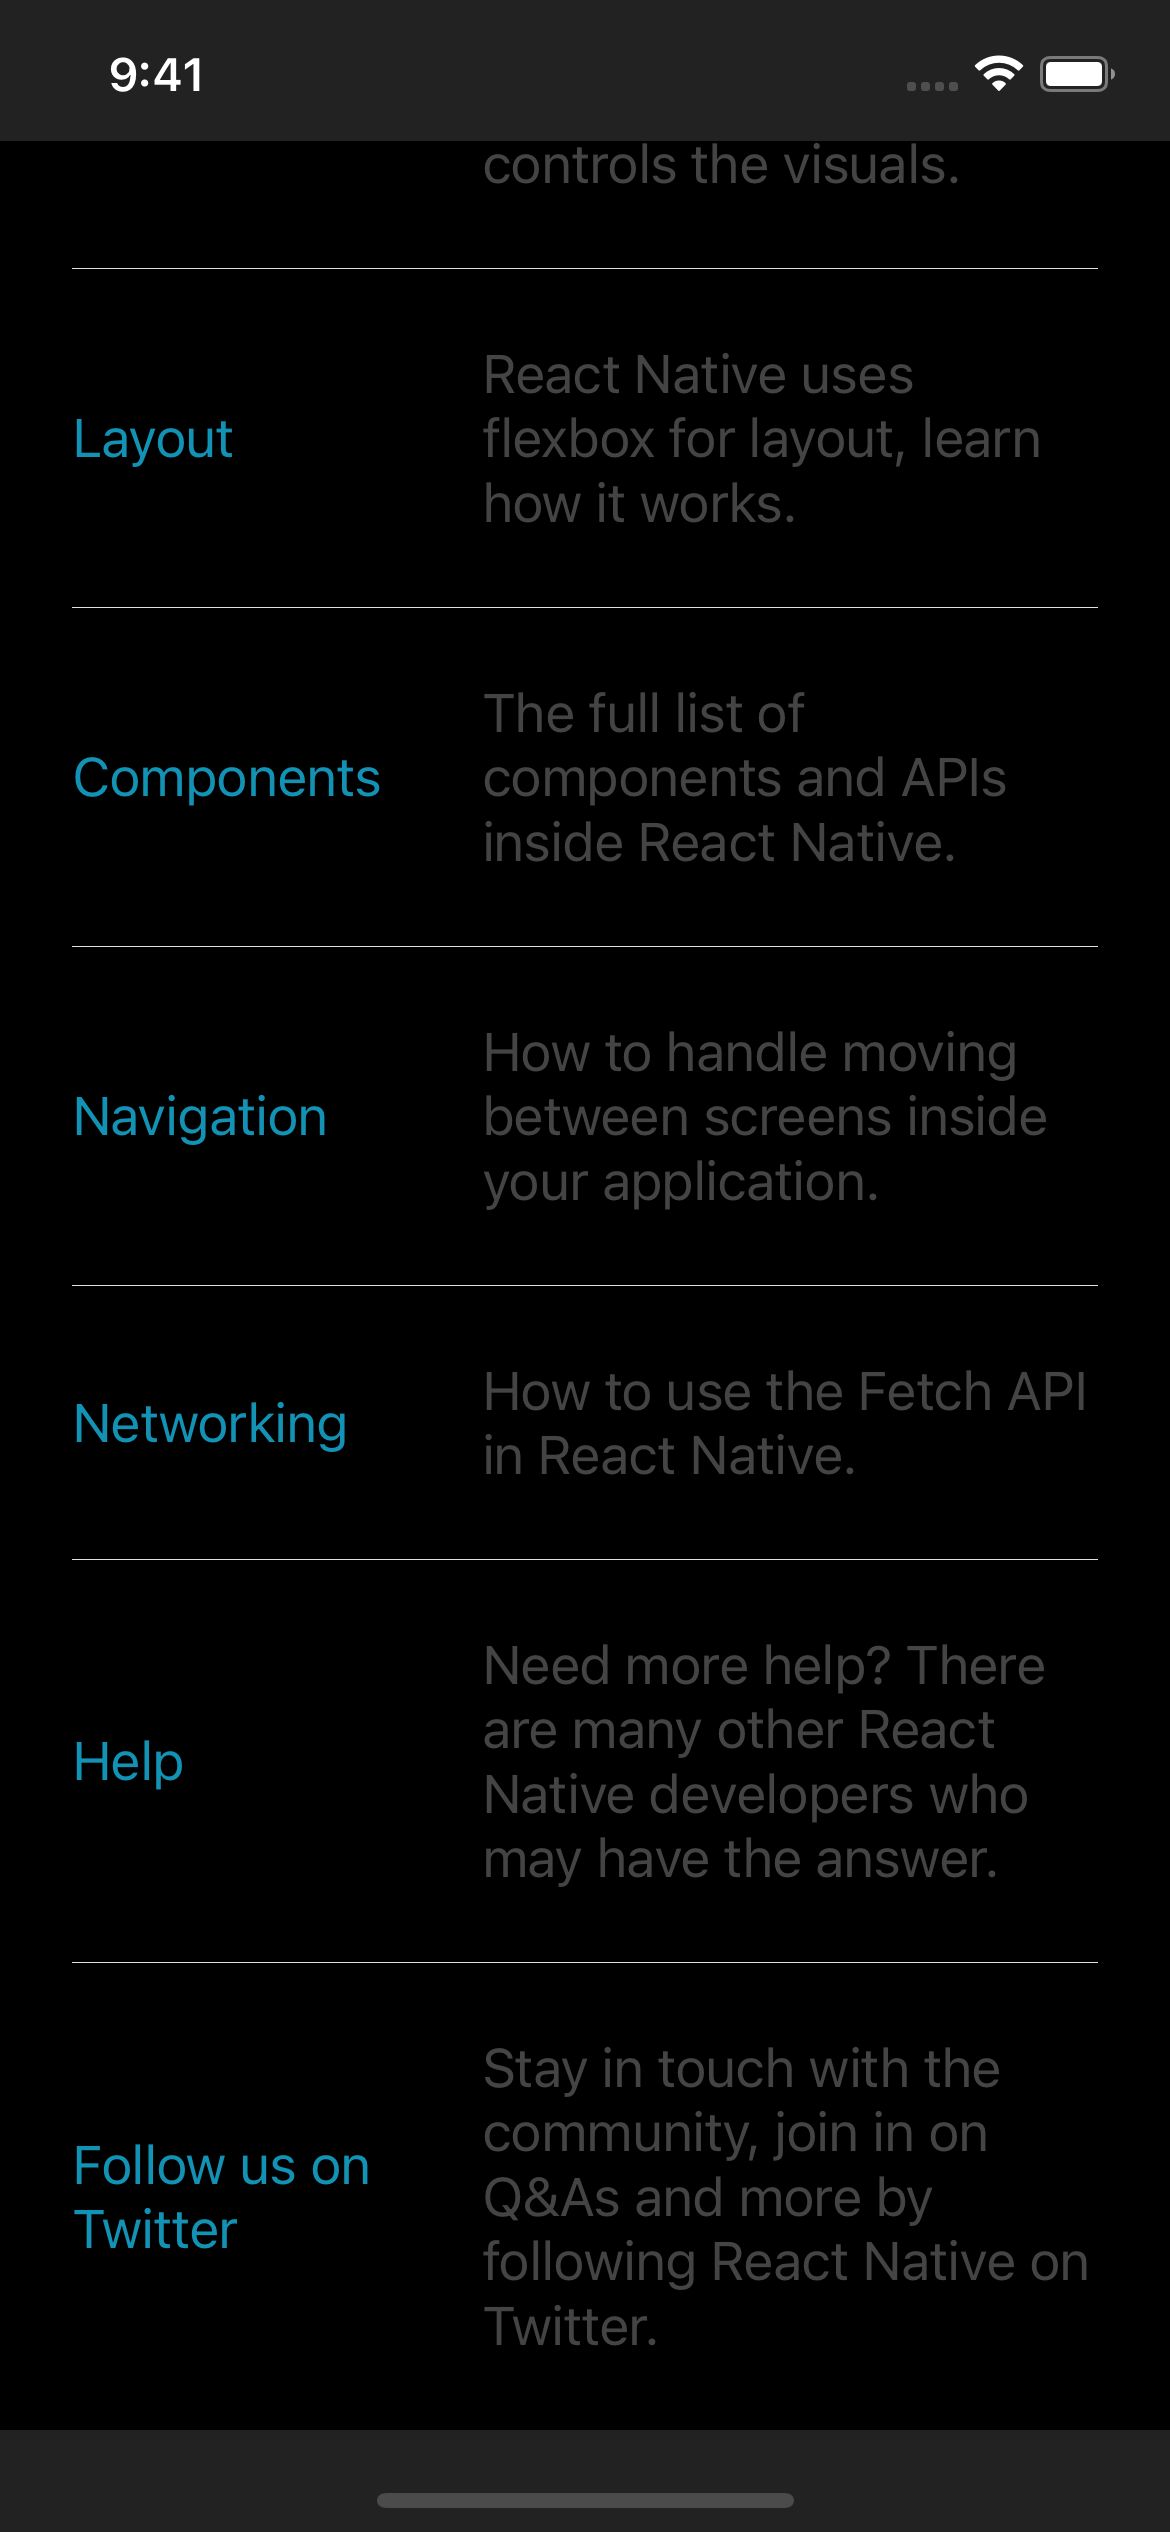 9:41
controls the visuals.
Layout
React Native uses
flexbox for layout, learn
how it works.
Components
The full list of
components and APIs
inside React Native.
Navigation
How to handle moving
between screens inside
your application.
Networking
How to use the Fetch API
in React Native.
Help
Need more help? There
are many other React
Native developers who
may have the answer.
Follow us on
Twitter
Stay in touch with the
community, join in on
Q&As and more by
following React Native on
Twitter.